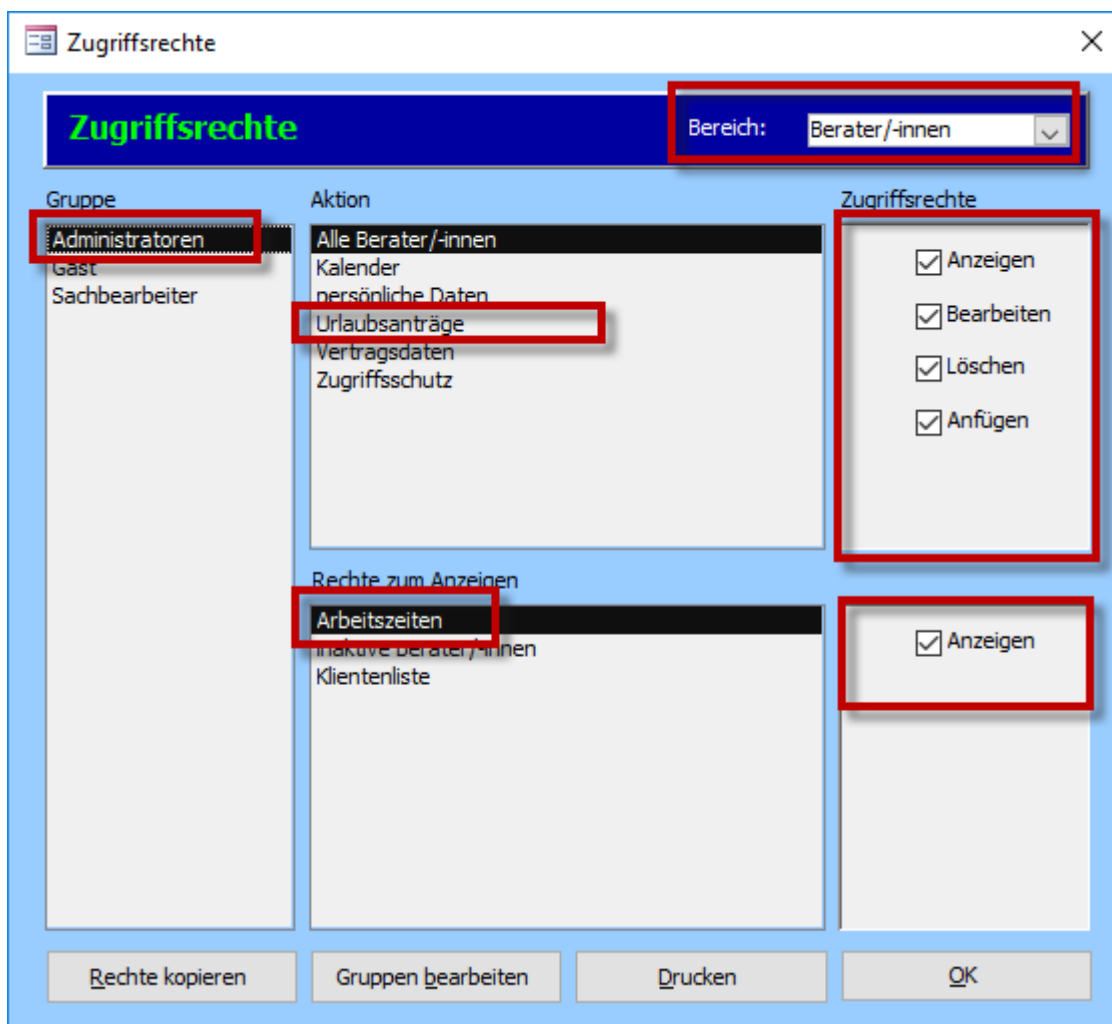 Zugriffsrechte
Zugriffsrechte
Bereich: Berater/-innen
Gruppe
Administratoren
Gast
Sachbearbeiter
Aktion
Alle Berater/-innen
Kalender
persönliche Daten
Urlaubsanträge
Vertragsdaten
Zugriffsschutz
Zugriffsrechte
Anzeigen
Bearbeiten
Löschen
Anfügen
Rechte zum Anzeigen
Arbeitszeiten
inaktive berater/-innen
Klientenliste
Anzeigen
Rechte kopieren
Gruppen bearbeiten
Drucken
OK